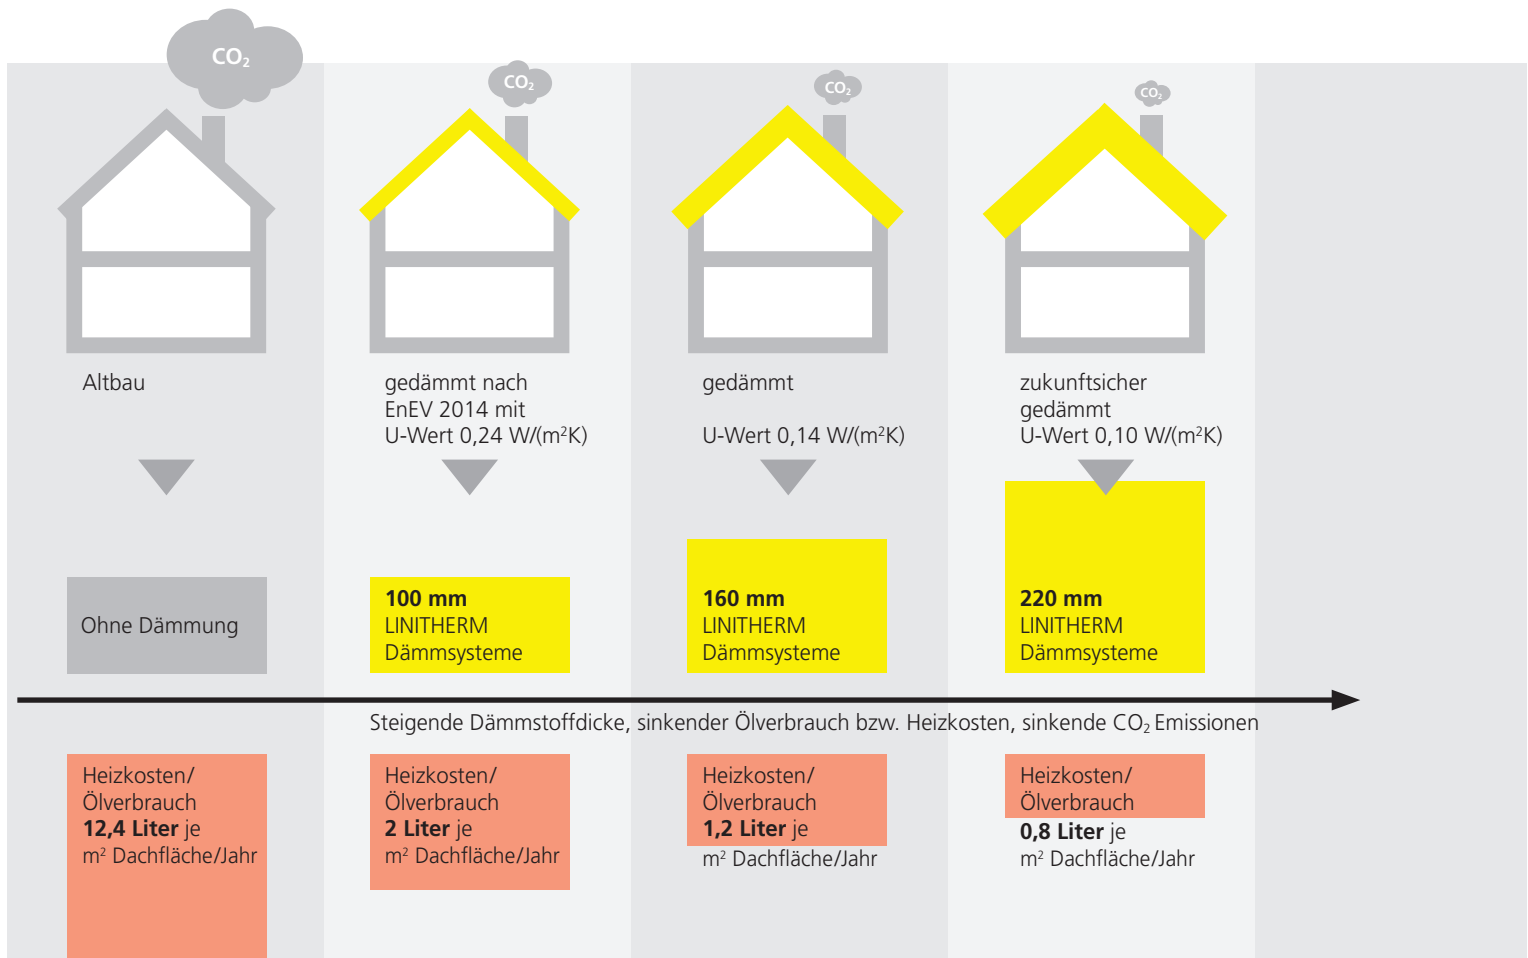 CO₂
CO₂
CO₂
CO₂
Altbau
gedämmt nach
EnEV 2014 mit
U-Wert 0,24 W/(m²K)
gedämmt
U-Wert 0,14 W/(m²K)
zukunftsicher
gedämmt
U-Wert 0,10 W/(m²K)
Ohne Dämmung
100 mm
LINITHERM
Dämmsysteme
160 mm
LINITHERM
Dämmsysteme
220 mm
LINITHERM
Dämmsysteme
Steigende Dämmstoffdicke, sinkender Ölverbrauch bzw. Heizkosten, sinkende CO₂ Emissionen
Heizkosten/
Ölverbrauch
12,4 Liter je
m² Dachfläche/Jahr
Heizkosten/
Ölverbrauch
2 Liter je
m² Dachfläche/Jahr
Heizkosten/
Ölverbrauch
1,2 Liter je
m² Dachfläche/Jahr
Heizkosten/
Ölverbrauch
0,8 Liter je
m² Dachfläche/Jahr